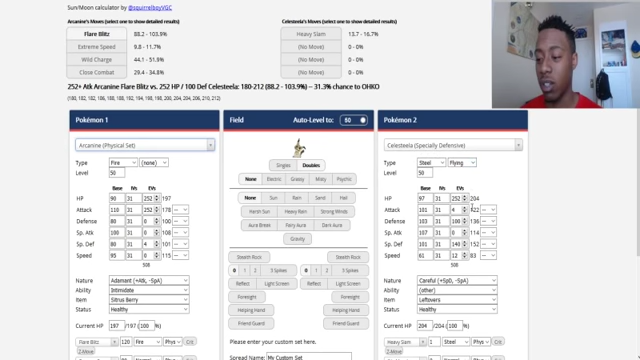 Sun/Moon calculator by @squirrelboyVGC
Arcanine's Moves (select one to show detailed results)
Flare Blitz 88.2 - 103.9%
Extreme Speed 9.8 - 11.7%
Wild Charge 44.1 - 51.9%
Close Combat 29.4 - 34.8%
Celesteela's Moves (select one to show detailed results)
Heavy Slam 13.7 - 16.7%
(No Move) 0 - 0%
(No Move) 0 - 0%
(No Move) 0 - 0%
252+ Atk Arcanine Flare Blitz vs. 252 HP / 100 Def Celesteela: 180-212 (88.2 - 103.9%) -- 31.3% chance to OHKO
Pokémon 1
Arcanine (Physical Set)
Type Fire (none)
Level 50
Base IVs EVs
HP 90 31 252 197
Attack 110 31 252 178 --
Defense 80 31 0 100 --
Sp. Atk 100 31 0 108 --
Sp. Def 80 31 4 101 --
Speed 95 31 0 115 --
508
Nature Adamant (+Atk, -SpA)
Ability Intimidate
Item Sitrus Berry
Status Healthy
Current HP 197 /197 ( 100 %)
Flare Blitz 120 Fire Phys Crit
Z-Move
Field Auto-Level to: 50
Singles Doubles
None Electric Grassy Misty Psychic
None Sun Rain Sand Hail
Harsh Sun Heavy Rain Strong Winds
Aura Break Fairy Aura Dark Aura
Gravity
Stealth Rock Stealth Rock
0 1 2 3 Spikes 0 1 2 3 Spikes
Reflect Light Screen Reflect Light Screen
Foresight Foresight
Helping Hand Helping Hand
Friend Guard Friend Guard
Please enter your custom set here.
Spread Name: My Custom Set
Pokémon 2
Celesteela (Specially Defensive)
Type Steel Flying
Level 50
Base IVs EVs
HP 97 31 252 204
Attack 101 31 4 122 --
Defense 103 31 100 136 --
Sp. Atk 107 31 0 114 --
Sp. Def 101 31 140 152 --
Speed 61 31 12 83 --
508
Nature Careful (+SpD, -SpA)
Ability (other)
Item Leftovers
Status Healthy
Current HP 204 /204 ( 100 %)
Heavy Slam 1 Steel Phys Crit
Z-Move